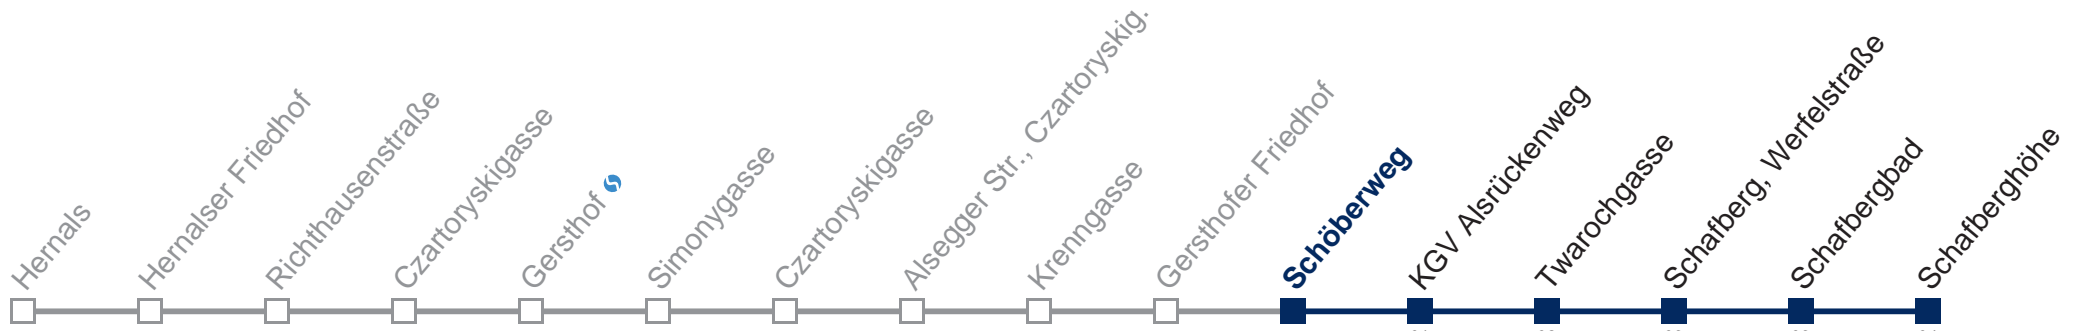 Hernals
Hernalser Friedhof
Richthausenstraße
Czartoryskigasse
Gersthof
Simonygasse
Czartoryskigasse
Alsegger Str., Czartoryskig.
Krenngasse
Gersthofer Friedhof
Schöberweg
KGV Alsrückenweg
Twarochgasse
Schafberg, Werfelstraße
Schafbergbad
Schafberghöhe